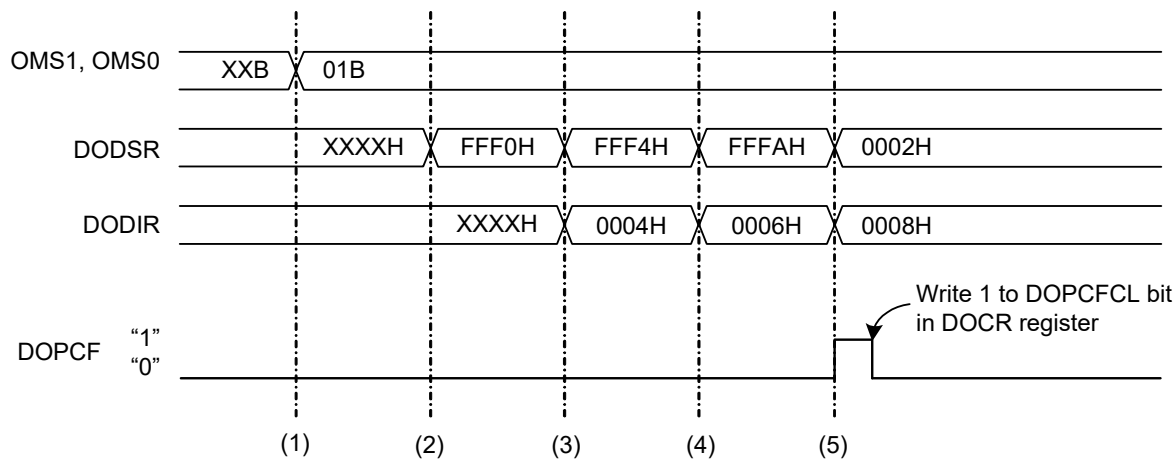 OMS1, OMS0 XXB 01B
DODSR XXXXH FFF0H FFF4H FFFAH 0002H
DODIR XXXXH 0004H 0006H 0008H
Write 1 to DOPCFCL bit
in DOCR register
DOPCF “1”
“0”
(1) (2) (3) (4) (5)